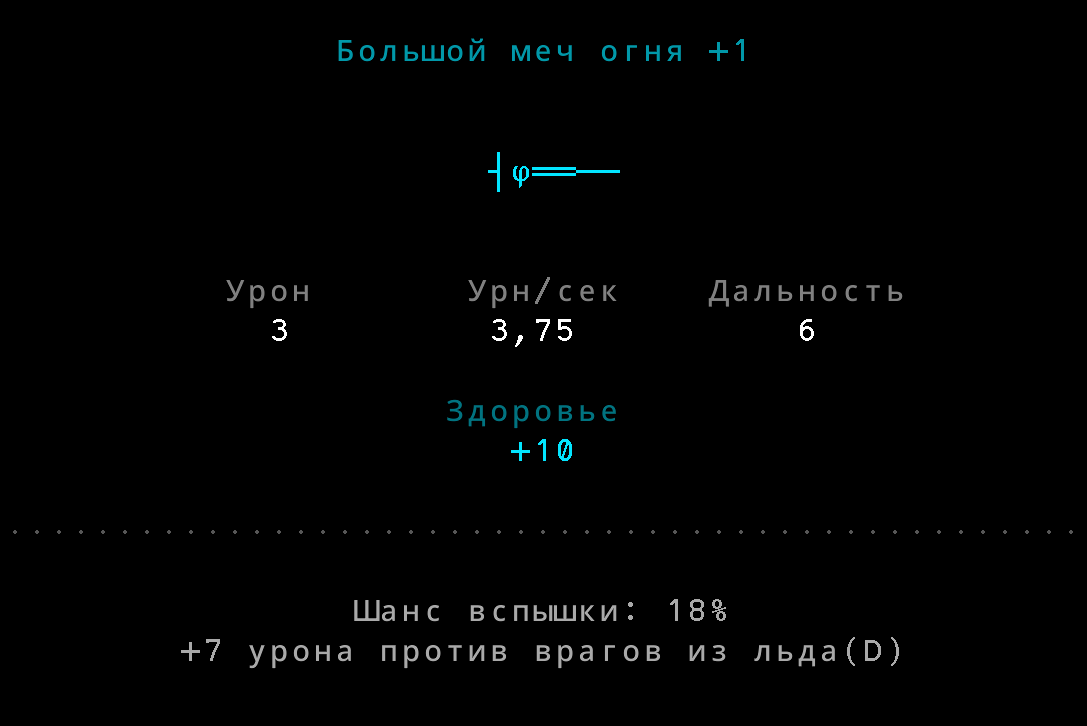 Большой меч огня +1
┤φ══──
Урон Урн/сек Дальность
3 3,75 6
Здоровье
+10
Шанс вспышки: 18%
+7 урона против врагов из льда(D)